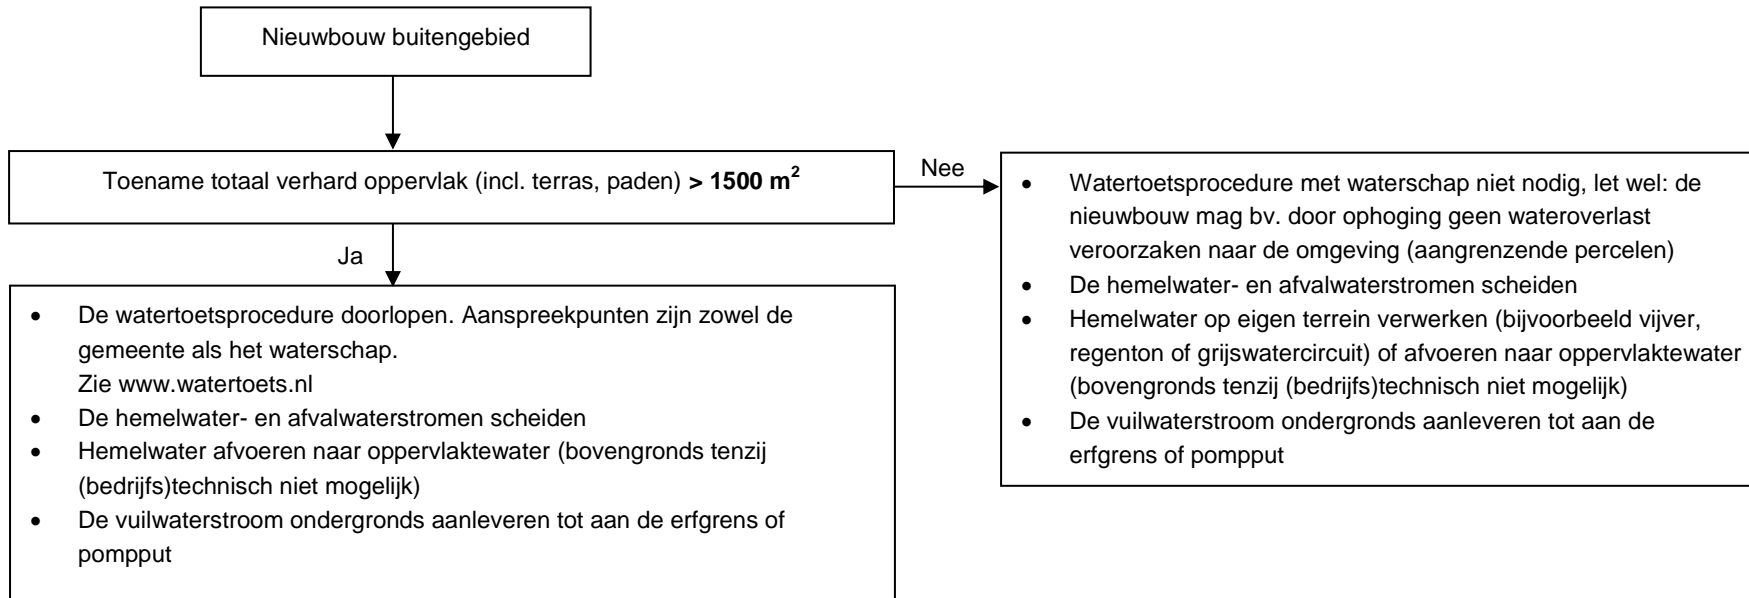 Nieuwbouw buitengebied
Toename totaal verhard oppervlak (incl. terras, paden) > 1500 m²
Nee
Ja
• De watertoetsprocedure doorlopen. Aanspreekpunten zijn zowel de
gemeente als het waterschap.
Zie www.watertoets.nl
• De hemelwater- en afvalwaterstromen scheiden
• Hemelwater afvoeren naar oppervlaktewater (bovengronds tenzij
(bedrijfs)technisch niet mogelijk)
• De vuilwaterstroom ondergronds aanleveren tot aan de erfgrens of
pompput
• Watertoetsprocedure met waterschap niet nodig, let wel: de
nieuwbouw mag bv. door ophoging geen wateroverlast
veroorzaken naar de omgeving (aangrenzende percelen)
• De hemelwater- en afvalwaterstromen scheiden
• Hemelwater op eigen terrein verwerken (bijvoorbeeld vijver,
regenton of grijswatercircuit) of afvoeren naar oppervlaktewater
(bovengronds tenzij (bedrijfs)technisch niet mogelijk)
• De vuilwaterstroom ondergronds aanleveren tot aan de
erfgrens of pompput